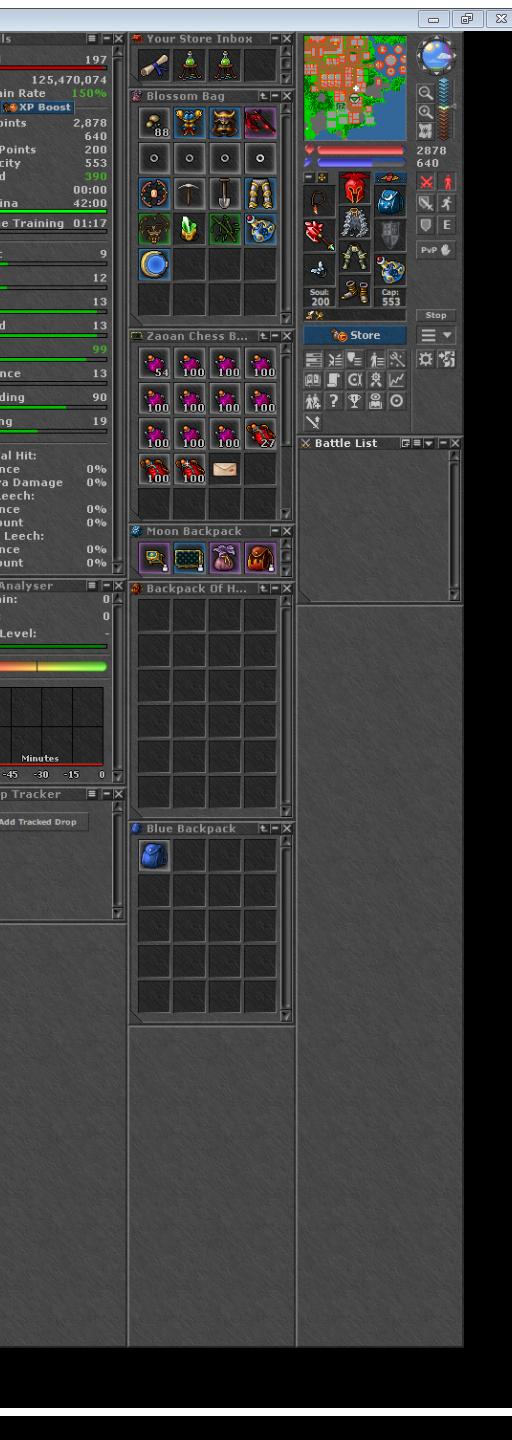 lls
197
125,470,074
ain Rate 150%
XP Boost
oints 2,878
640
Points 200
city 553
d 390
00:00
ina 42:00
e Training 01:17
9
12
13
d 13
99
nce 13
ding 90
ng 19
al Hit:
nce 0%
va Damage 0%
Leech:
nce 0%
ount 0%
Leech:
nce 0%
ount 0%
Analyser
in: 0
0
Level: -
Minutes
-45 -30 -15 0
p Tracker
Add Tracked Drop
Your Store Inbox
Blossom Bag
88
Zaoan Chess B...
54 100 100 100
100 100 100 100
100 100 100 27
100 100
Moon Backpack
Backpack Of H...
Blue Backpack
2878
640
Soul: 200
Cap: 553
E
PvP
Stop
Store
?
Battle List